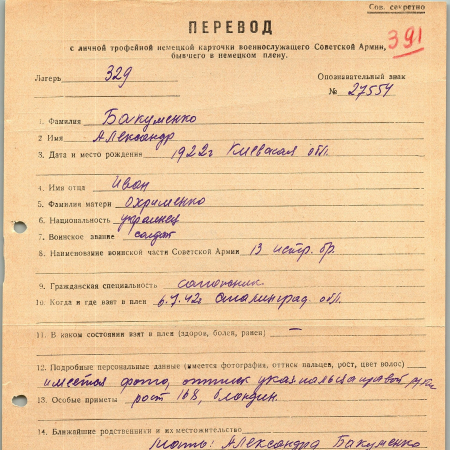 Сов. секретно
ПЕРЕВОД
391
с личной трофейной немецкой карточки военнослужащего Советской Армии,
бывшего в немецком плену.
Лагерь 329
Опознавательный знак
№ 27554
1. Фамилия Бакуменко
2 Имя Александр
3. Дата и место рождения 1922г Киевская обл.
4. Имя отца Иван
5. Фамилия матери Охрименко
6. Национальность украинец
7. Воинское звание солдат
8. Наименование воинской части Советской Армии 13 истр. бр.
9. Гражданская специальность сапожник
10. Когда и где взят в плен 6.7.42г Сталинград. обл.
11. В каком состоянии взят в плен (здоров, болен, ранен) —
12. Подробные персональные данные (имеется фотография, оттиск пальцев, рост, цвет волос)
имеется фото, оттиск указ. пальца правой руки
13. Особые приметы рост 168, блондин.
14. Ближайшие родственники и их местожительство
Мать: Александра Бакуменко